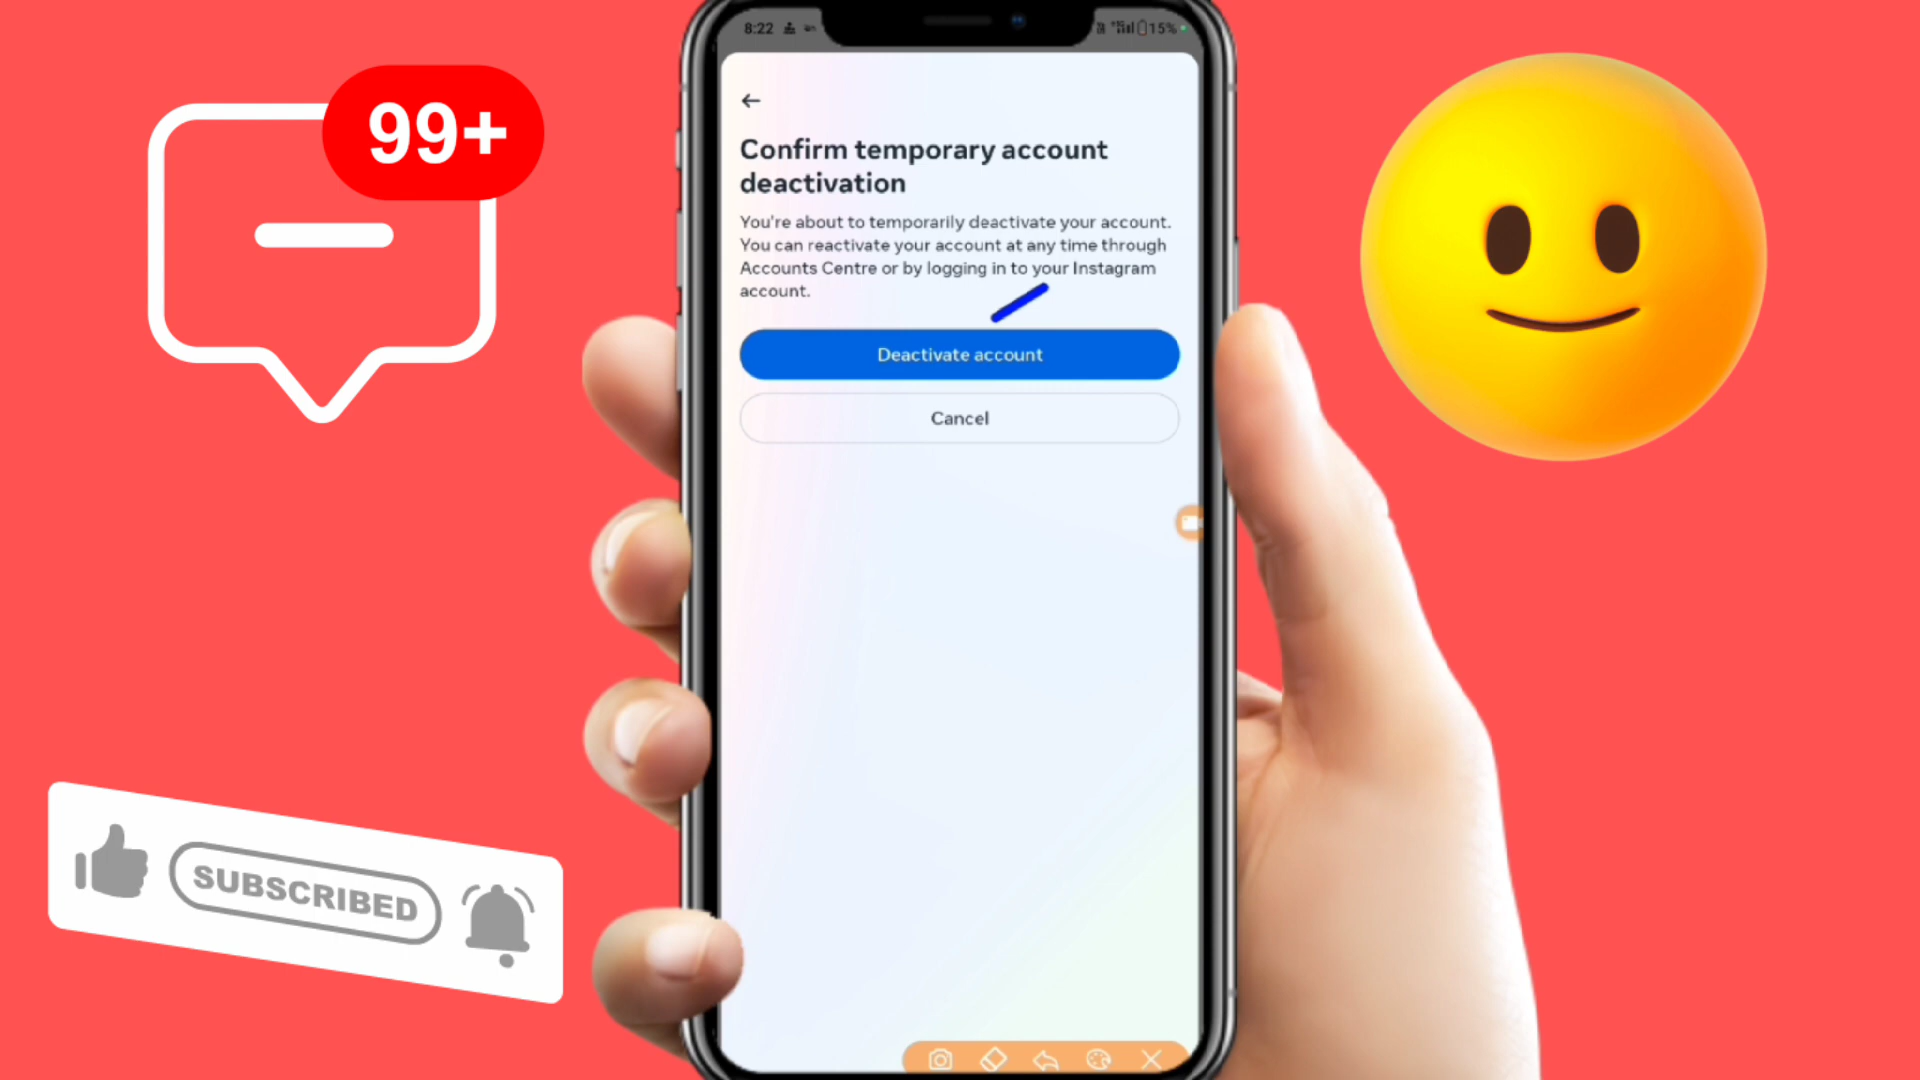 99+
8:22
15%
Confirm temporary account
deactivation
You're about to temporarily deactivate your account.
You can reactivate your account at any time through
Accounts Centre or by logging in to your Instagram
account.
Deactivate account
Cancel
SUBSCRIBED